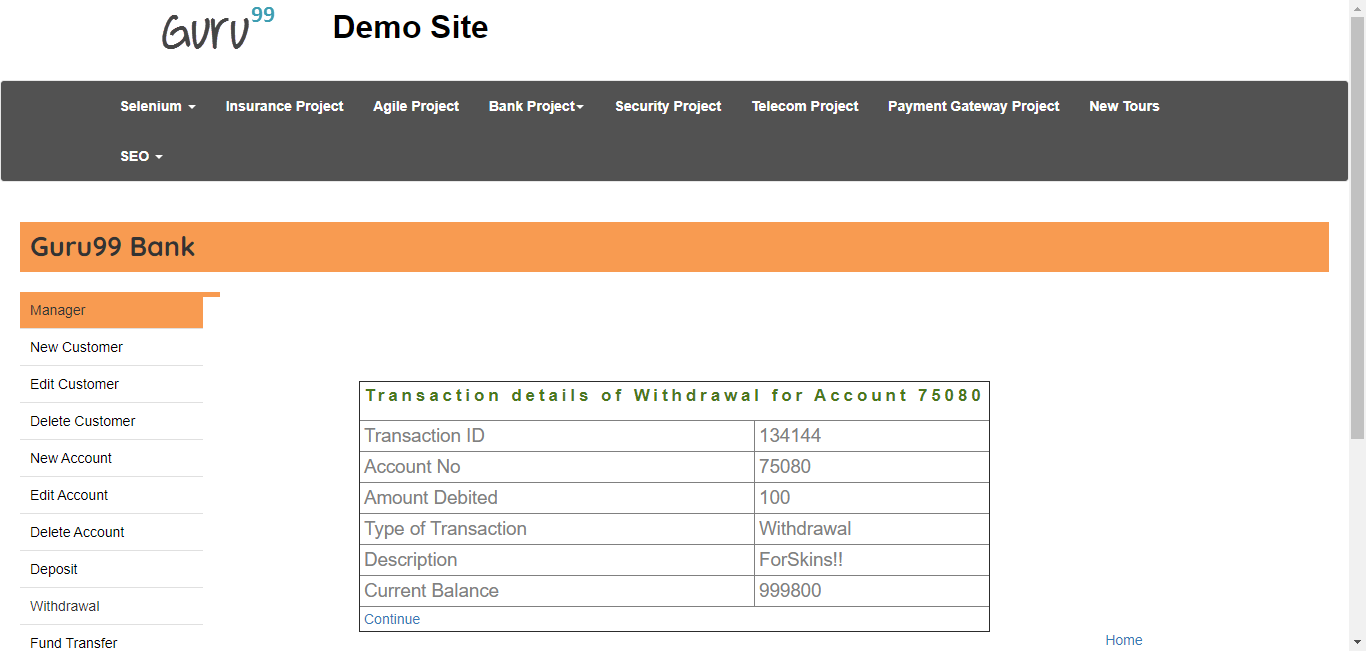 Guru99 Demo Site
Selenium Insurance Project Agile Project Bank Project Security Project Telecom Project Payment Gateway Project New Tours
SEO
Guru99 Bank
Manager
New Customer
Edit Customer
Delete Customer
New Account
Edit Account
Delete Account
Deposit
Withdrawal
Fund Transfer
Transaction details of Withdrawal for Account 75080
Transaction ID 134144
Account No 75080
Amount Debited 100
Type of Transaction Withdrawal
Description ForSkins!!
Current Balance 999800
Continue
Home